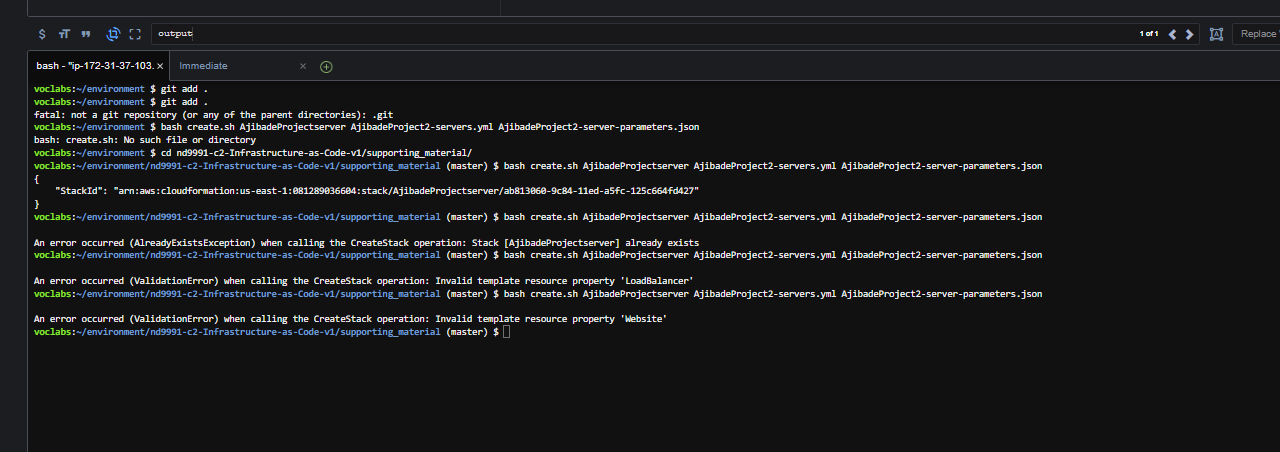 $ output 1 of 1 Replace
bash - "ip-172-31-37-103. × Immediate ×
voclabs:~/environment $ git add .
voclabs:~/environment $ git add .
fatal: not a git repository (or any of the parent directories): .git
voclabs:~/environment $ bash create.sh AjibadeProjectserver AjibadeProject2-servers.yml AjibadeProject2-server-parameters.json
bash: create.sh: No such file or directory
voclabs:~/environment $ cd nd9991-c2-Infrastructure-as-Code-v1/supporting_material/
voclabs:~/environment/nd9991-c2-Infrastructure-as-Code-v1/supporting_material (master) $ bash create.sh AjibadeProjectserver AjibadeProject2-servers.yml AjibadeProject2-server-parameters.json
{
"StackId": "arn:aws:cloudformation:us-east-1:081289036604:stack/AjibadeProjectserver/ab813060-9c84-11ed-a5fc-125c664fd427"
}
voclabs:~/environment/nd9991-c2-Infrastructure-as-Code-v1/supporting_material (master) $ bash create.sh AjibadeProjectserver AjibadeProject2-servers.yml AjibadeProject2-server-parameters.json
An error occurred (AlreadyExistsException) when calling the CreateStack operation: Stack [AjibadeProjectserver] already exists
voclabs:~/environment/nd9991-c2-Infrastructure-as-Code-v1/supporting_material (master) $ bash create.sh AjibadeProjectserver AjibadeProject2-servers.yml AjibadeProject2-server-parameters.json
An error occurred (ValidationError) when calling the CreateStack operation: Invalid template resource property 'LoadBalancer'
voclabs:~/environment/nd9991-c2-Infrastructure-as-Code-v1/supporting_material (master) $ bash create.sh AjibadeProjectserver AjibadeProject2-servers.yml AjibadeProject2-server-parameters.json
An error occurred (ValidationError) when calling the CreateStack operation: Invalid template resource property 'Website'
voclabs:~/environment/nd9991-c2-Infrastructure-as-Code-v1/supporting_material (master) $